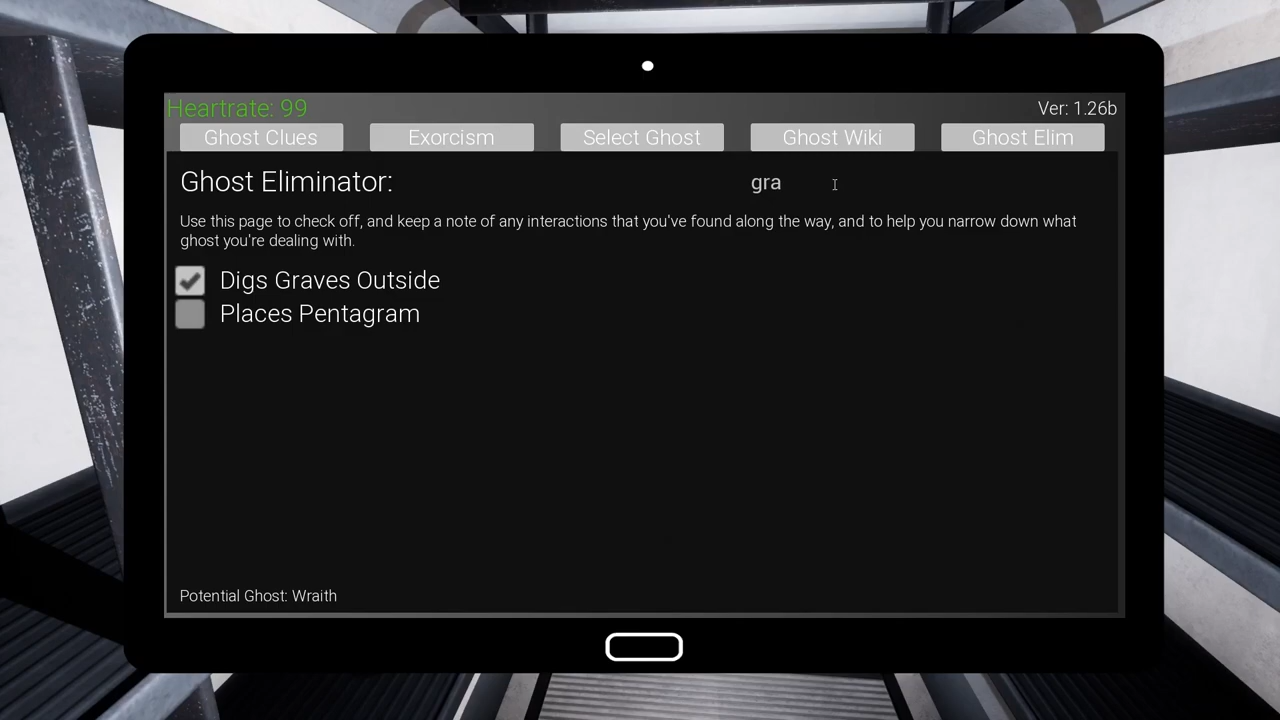 Heartrate: 99
Ver: 1.26b
Ghost Clues
Exorcism
Select Ghost
Ghost Wiki
Ghost Elim
Ghost Eliminator:
gra
Use this page to check off, and keep a note of any interactions that you've found along the way, and to help you narrow down what
ghost you're dealing with.
Digs Graves Outside
Places Pentagram
Potential Ghost: Wraith